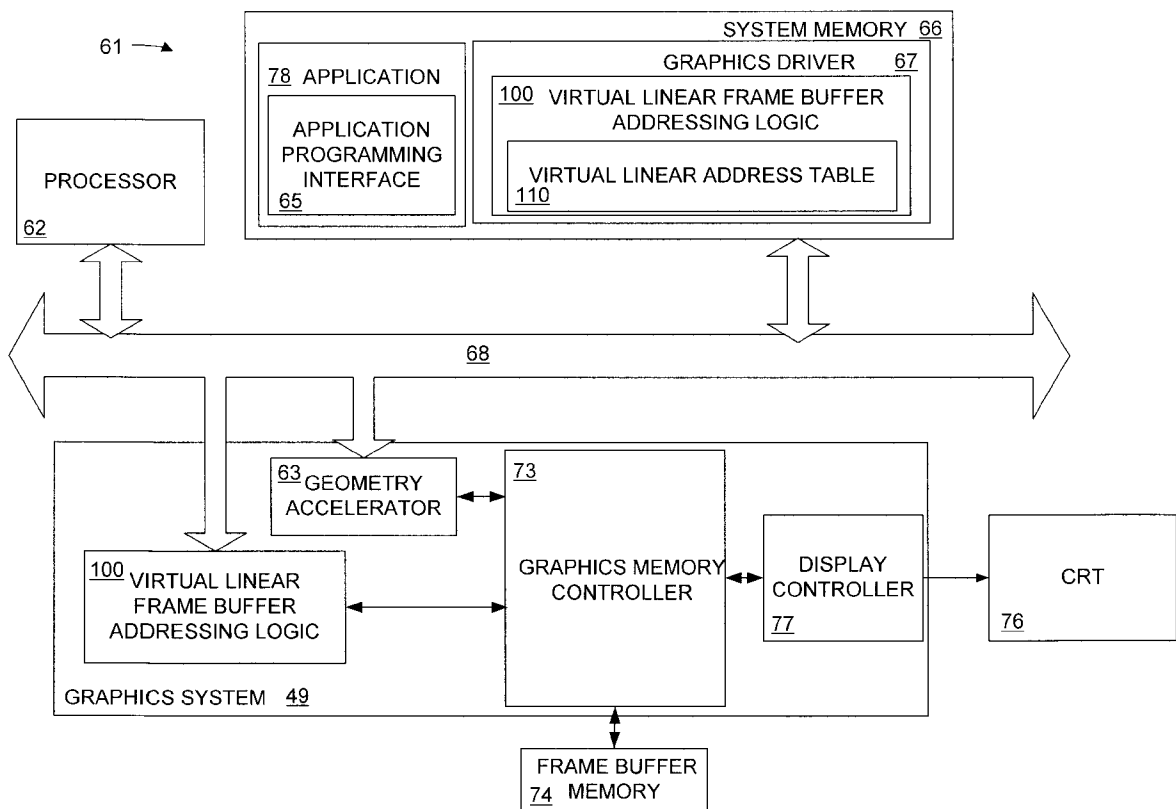 61
SYSTEM MEMORY 66
78 APPLICATION
APPLICATION
PROGRAMMING
INTERFACE
65
GRAPHICS DRIVER 67
100 VIRTUAL LINEAR FRAME BUFFER
ADDRESSING LOGIC
VIRTUAL LINEAR ADDRESS TABLE
110
PROCESSOR
62
68
63
GEOMETRY
ACCELERATOR
73
GRAPHICS MEMORY
CONTROLLER
100
VIRTUAL LINEAR
FRAME BUFFER
ADDRESSING LOGIC
DISPLAY
CONTROLLER
77
CRT
76
GRAPHICS SYSTEM 49
FRAME BUFFER
MEMORY
74